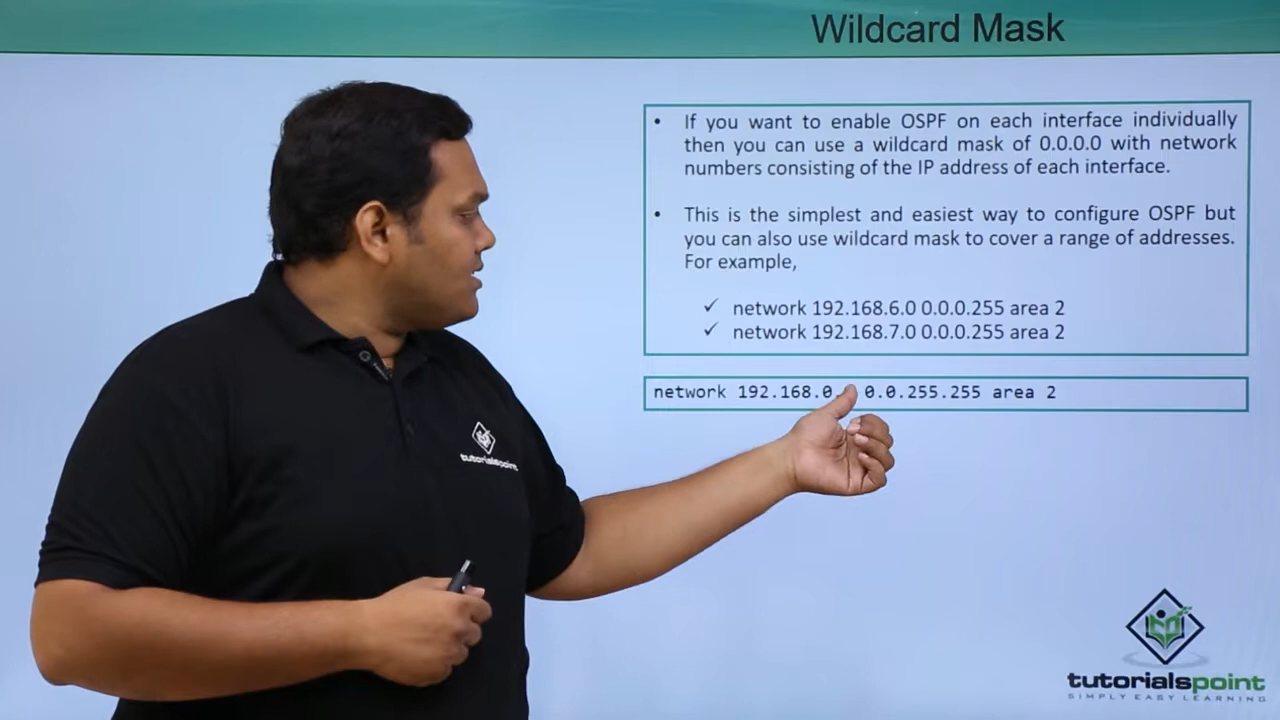 Wildcard Mask
• If you want to enable OSPF on each interface individually
then you can use a wildcard mask of 0.0.0.0 with network
numbers consisting of the IP address of each interface.
• This is the simplest and easiest way to configure OSPF but
you can also use wildcard mask to cover a range of addresses.
For example,
✓ network 192.168.6.0 0.0.0.255 area 2
✓ network 192.168.7.0 0.0.0.255 area 2
network 192.168.0. 0.0.255.255 area 2
tutorialspoint
tutorialspoint
SIMPLY EASY LEARNING